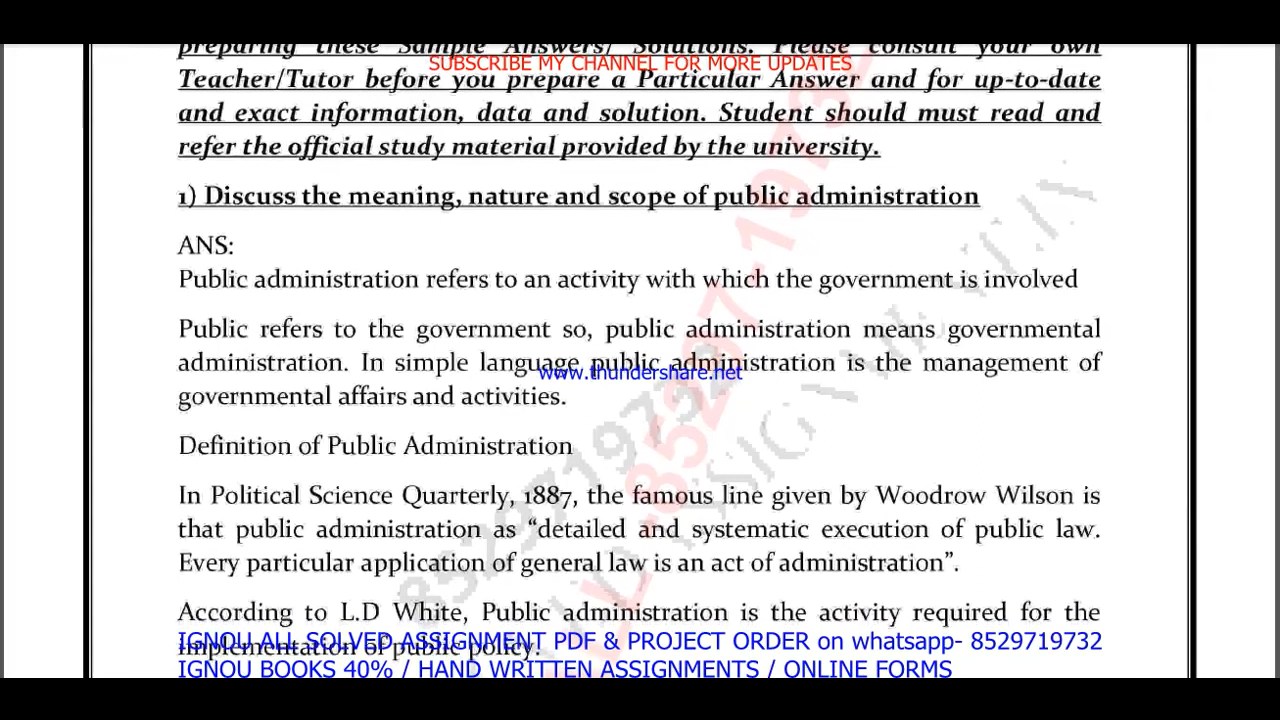 preparing these Sample Answers/ Solutions. Please consult your own
SUBSCRIBE MY CHANNEL FOR MORE UPDATES
Teacher/Tutor before you prepare a Particular Answer and for up-to-date
and exact information, data and solution. Student should must read and
refer the official study material provided by the university.
1) Discuss the meaning, nature and scope of public administration
ANS:
Public administration refers to an activity with which the government is involved
Public refers to the government so, public administration means governmental
administration. In simple language public administration is the management of
www.thundershare.net
governmental affairs and activities.
Definition of Public Administration
In Political Science Quarterly, 1887, the famous line given by Woodrow Wilson is
that public administration as “detailed and systematic execution of public law.
Every particular application of general law is an act of administration”.
According to L.D White, Public administration is the activity required for the
implementation of public policy.
IGNOU ALL SOLVED ASSIGNMENT PDF & PROJECT ORDER on whatsapp- 8529719732
IGNOU BOOKS 40% / HAND WRITTEN ASSIGNMENTS / ONLINE FORMS
8529719732